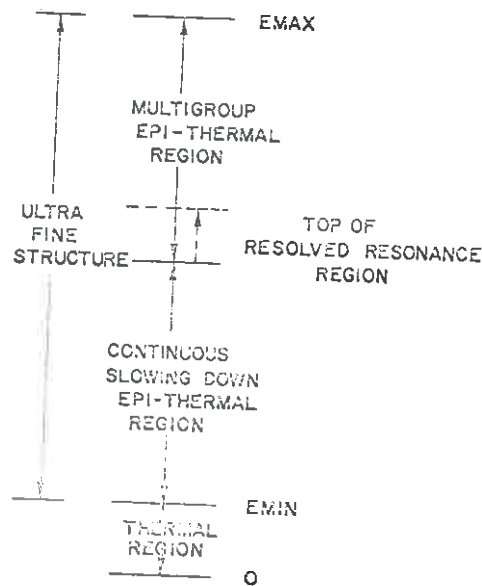 EMAX
MULTIGROUP
EPI-THERMAL
REGION
ULTRA
FINE
STRUCTURE
TOP OF
RESOLVED RESONANCE
REGION
CONTINUOUS
SLOWING DOWN
EPI-THERMAL
REGION
EMIN
THERMAL
REGION
O